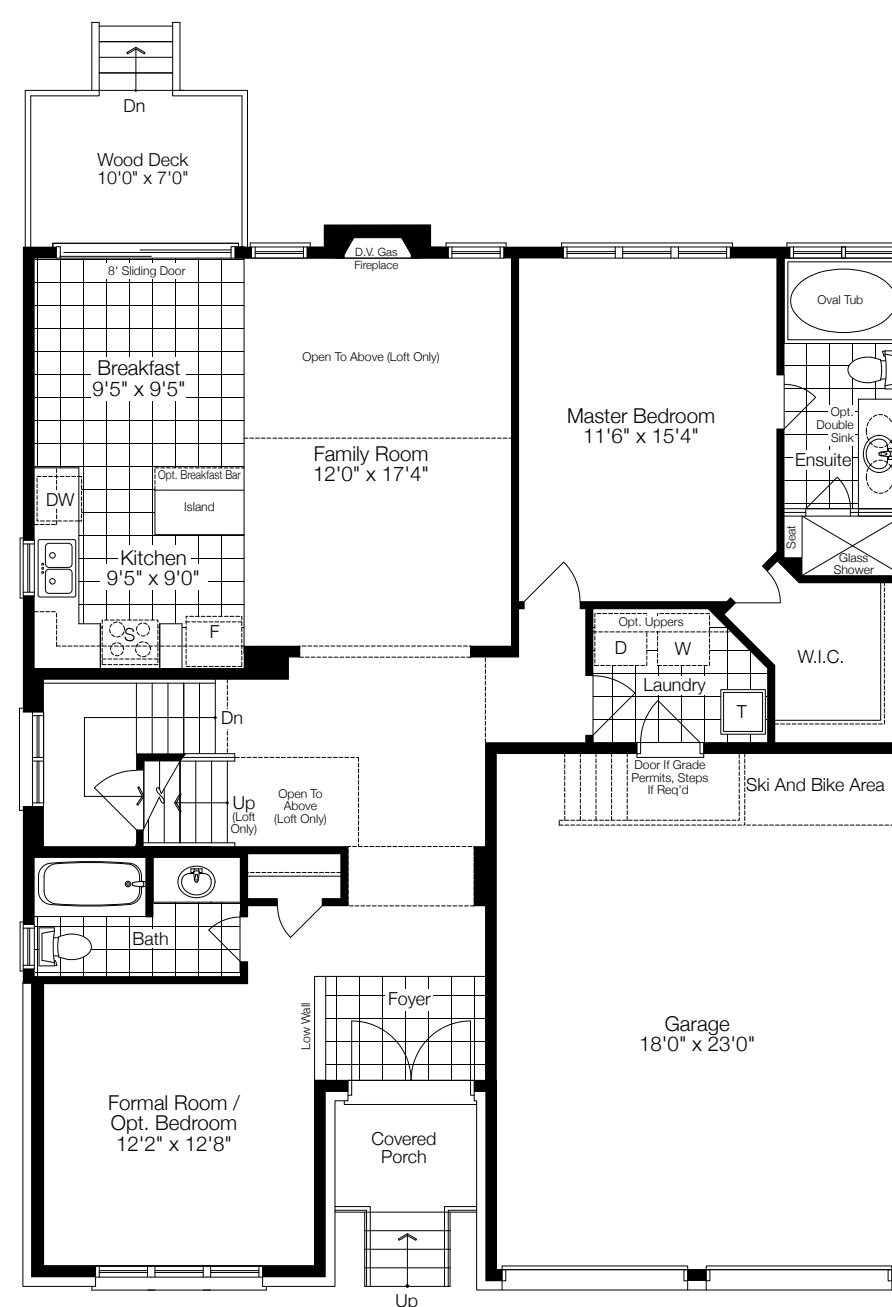 Dn
Wood Deck
10'0" x 7'0"
8' Sliding Door
D.V. Gas
Fireplace
Oval Tub
Breakfast
9'5" x 9'5"
Open To Above (Loft Only)
Master Bedroom
11'6" x 15'4"
Opt.
Double
Sink
Ensuite
Family Room
12'0" x 17'4"
Opt. Breakfast Bar
Island
DW
Kitchen
9'5" x 9'0"
Seat
Glass
Shower
S
F
Opt. Uppers
D
W
Laundry
T
W.I.C.
Dn
Up
(Loft
Only)
Open To
Above
(Loft Only)
Door If Grade
Permits, Steps
If Req'd
Ski And Bike Area
Bath
Foyer
Low Wall
Garage
18'0" x 23'0"
Formal Room /
Opt. Bedroom
12'2" x 12'8"
Covered
Porch
Up